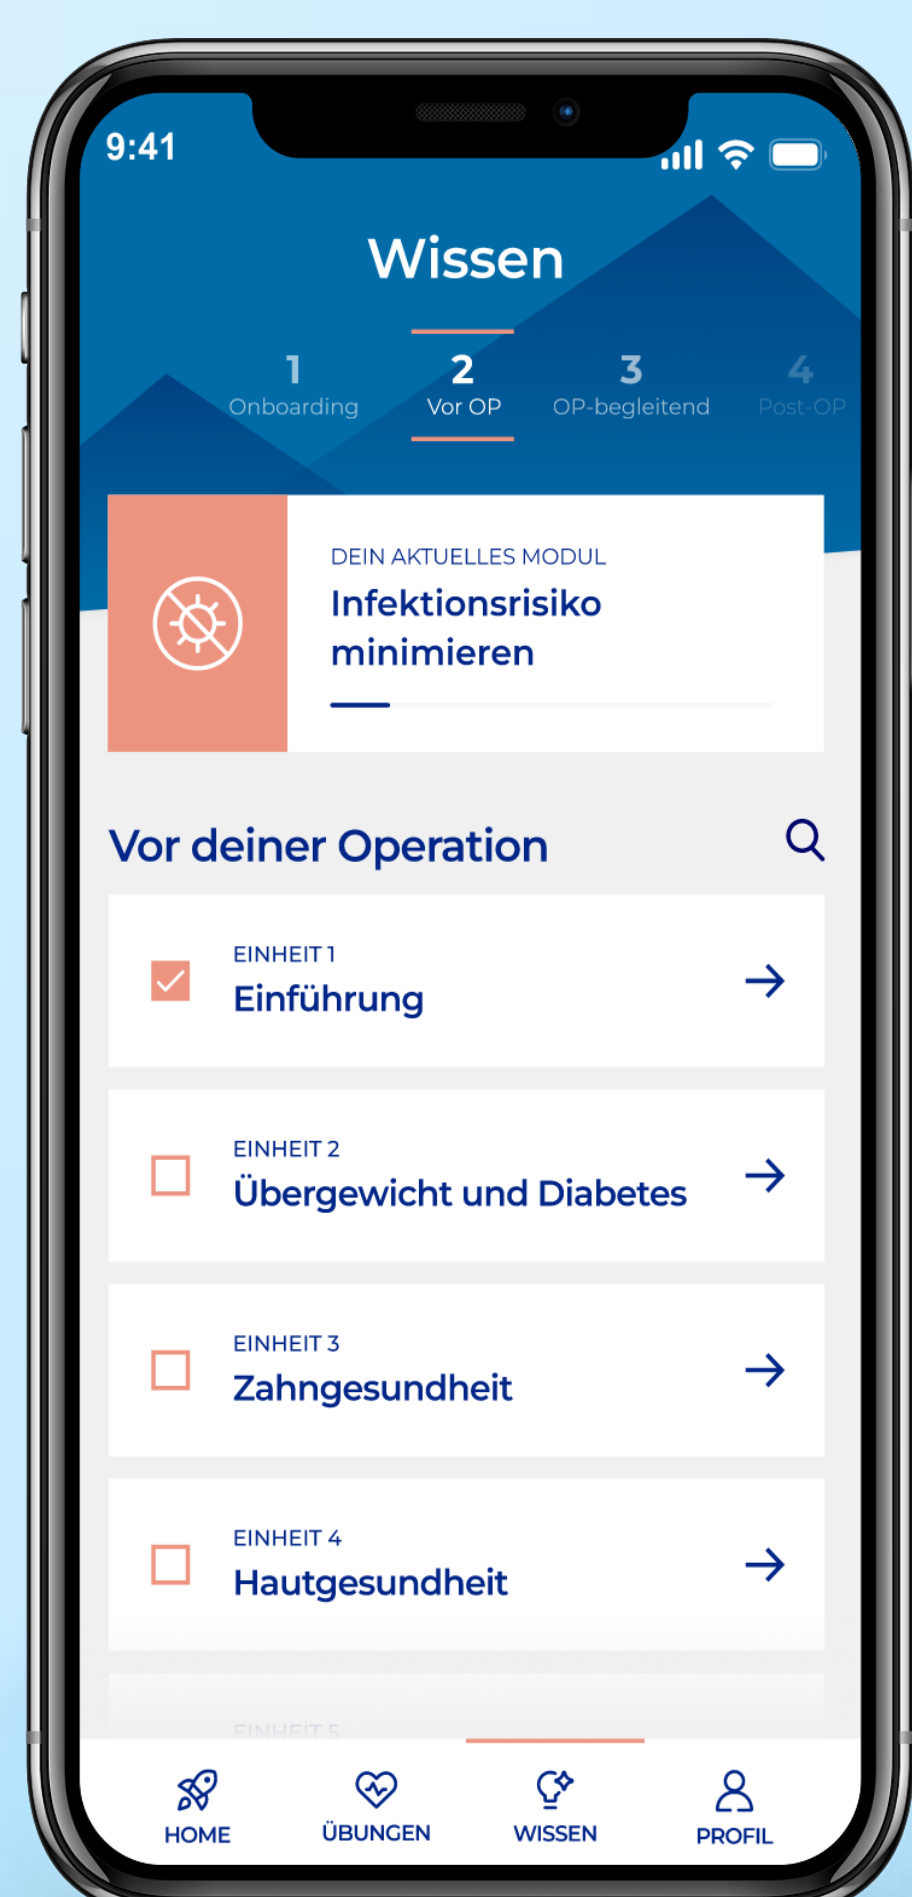 9:41
Wissen
1
Onboarding
2
Vor OP
3
OP-begleitend
4
Post-OP
DEIN AKTUELLES MODUL
Infektionsrisiko
minimieren
Vor deiner Operation
EINHEIT 1
Einführung
EINHEIT 2
Übergewicht und Diabetes
EINHEIT 3
Zahngesundheit
EINHEIT 4
Hautgesundheit
EINHEIT 5
HOME
ÜBUNGEN
WISSEN
PROFIL